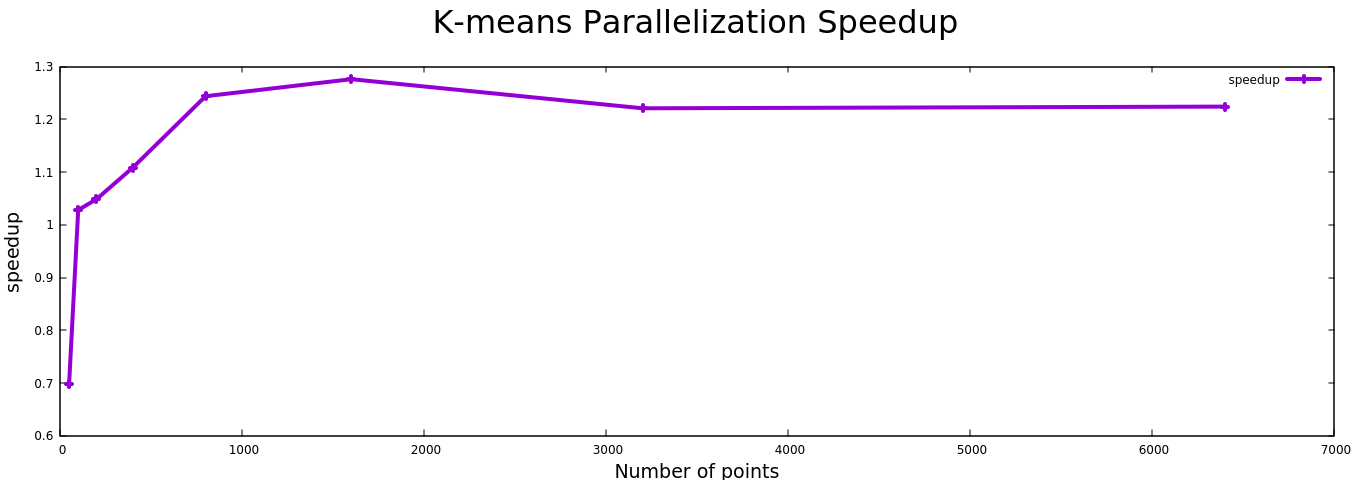 K-means Parallelization Speedup
1.3
1.2
1.1
1
0.9
0.8
0.7
0.6
speedup
speedup
0 1000 2000 3000 4000 5000 6000 7000
Number of points